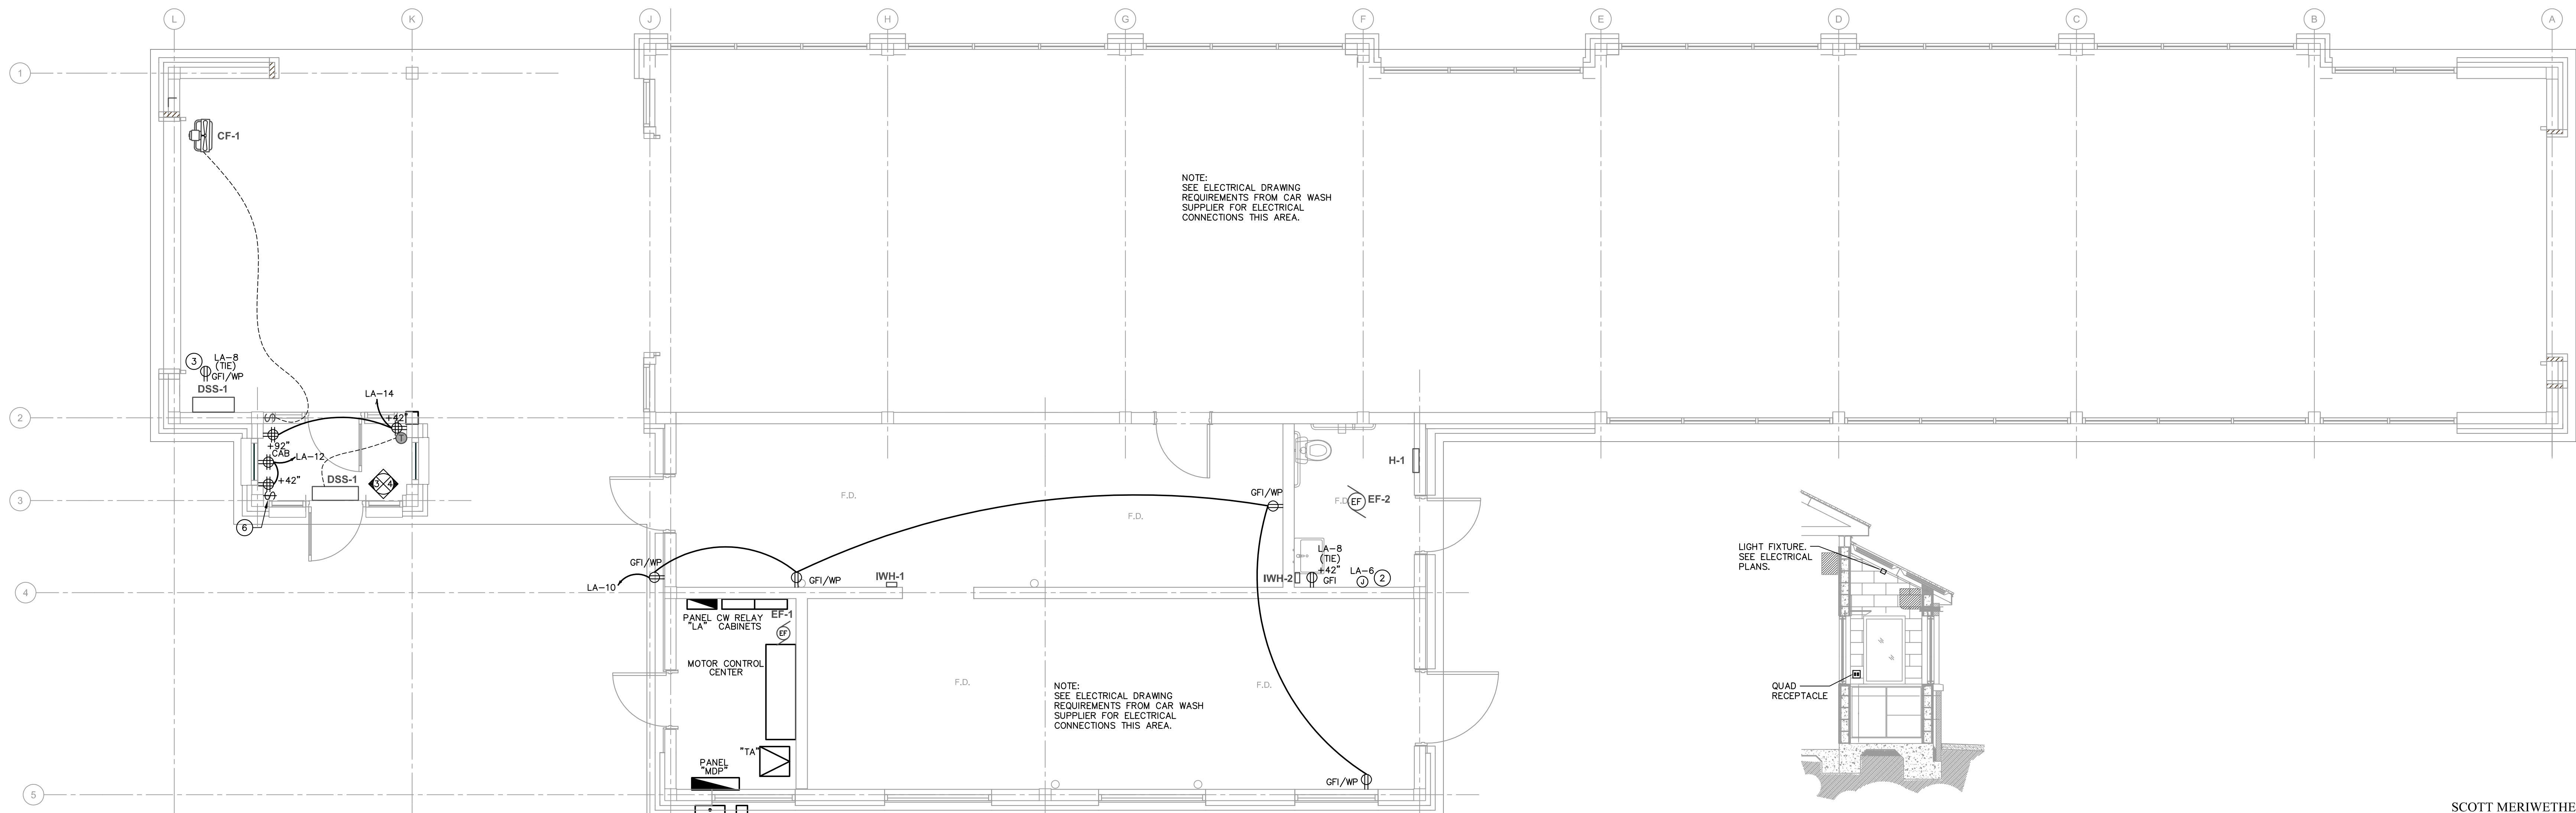 L
K
J
H
G
F
E
D
C
B
A
1
CF-1
NOTE:
SEE ELECTRICAL DRAWING
REQUIREMENTS FROM CAR WASH
SUPPLIER FOR ELECTRICAL
CONNECTIONS THIS AREA.
3
LA-8
(TIE)
GFI/WP
DSS-1
LA-14
2
$
+42"
T
+92"
CAB
LA-12
+42"
DSS-1
3
4
H-1
3
$
6
F.D.
F.D.
GFI/WP
F.D.
EF
EF-2
GFI/WP
LA-10
GFI/WP
IWH-1
IWH-2
LA-8
(TIE)
+42"
GFI
LA-6
J
2
LIGHT FIXTURE.
SEE ELECTRICAL
PLANS.
4
PANEL
"LA"
CW RELAY
CABINETS
EF-1
EF
MOTOR CONTROL
CENTER
F.D.
F.D.
NOTE:
SEE ELECTRICAL DRAWING
REQUIREMENTS FROM CAR WASH
SUPPLIER FOR ELECTRICAL
CONNECTIONS THIS AREA.
QUAD
RECEPTACLE
"TA"
PANEL
"MDP"
GFI/WP
5
SCOTT MERIWETHE